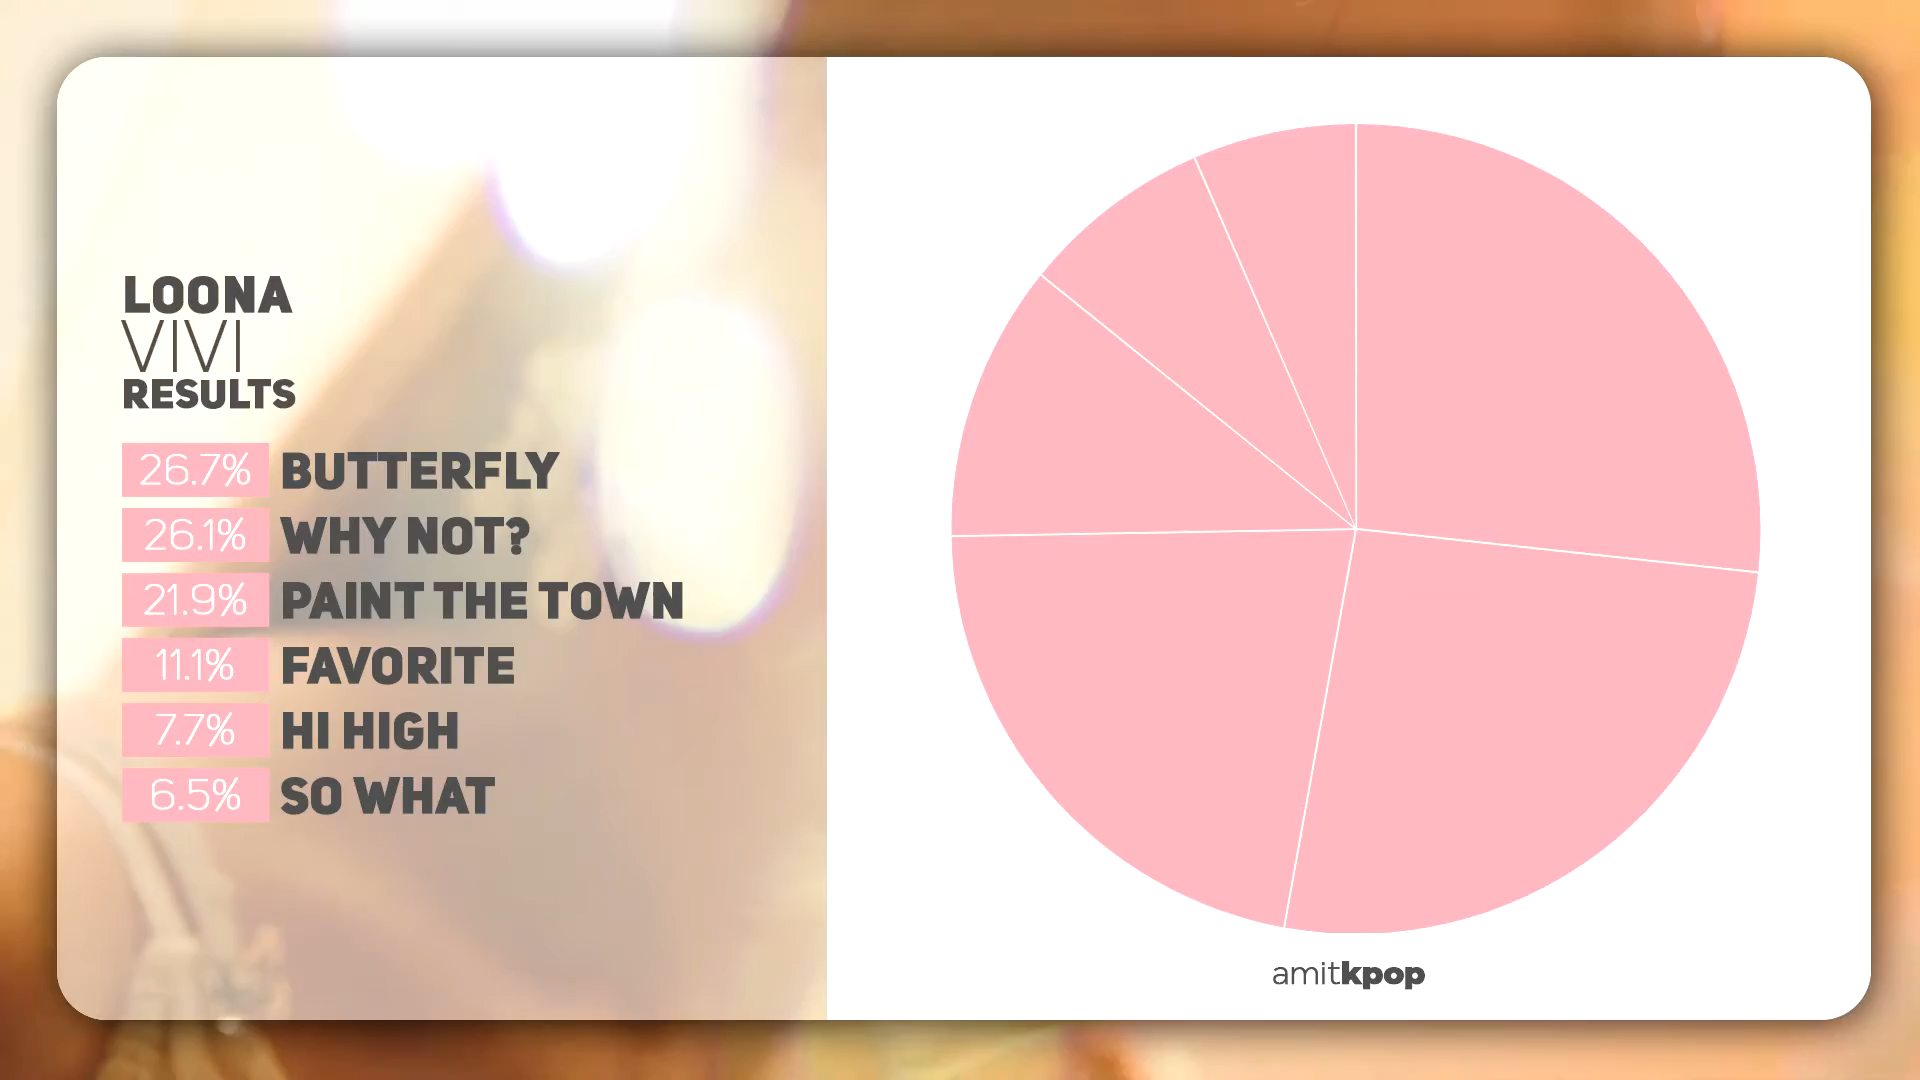 LOONA
VIVI
RESULTS
26.7% BUTTERFLY
26.1% WHY NOT?
21.9% PAINT THE TOWN
11.1% FAVORITE
7.7% HI HIGH
6.5% SO WHAT
amitkpop